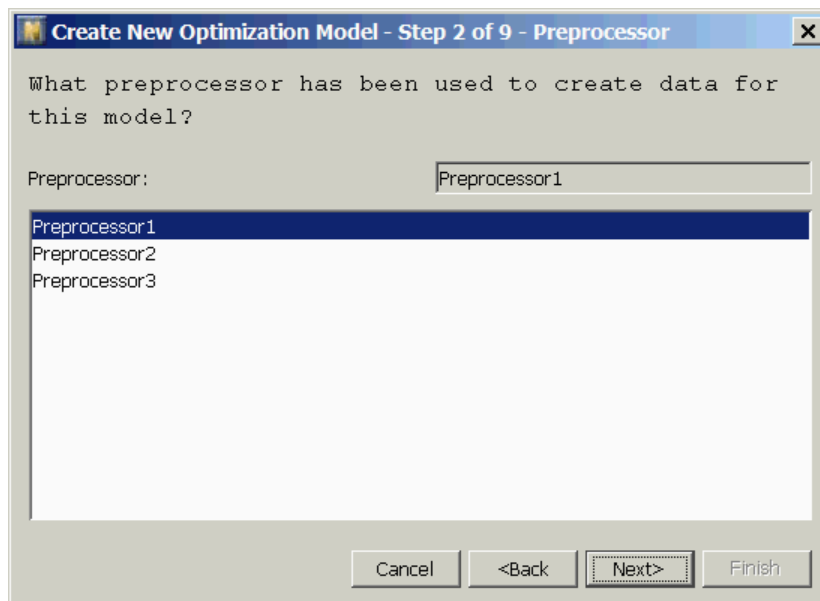 Create New Optimization Model - Step 2 of 9 - Preprocessor
What preprocessor has been used to create data for
this model?
Preprocessor: Preprocessor1
Preprocessor1
Preprocessor2
Preprocessor3
Cancel <Back Next> Finish